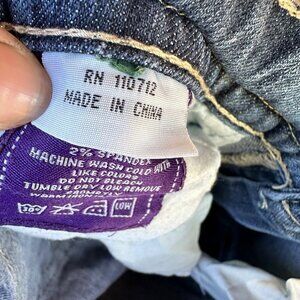 RN 110712
MADE IN CHINA
2% SPANDEX
MACHINE WASH COLD WITH
LIKE COLORS
DO NOT BLEACH
TUMBLE DRY LOW REMOVE
LOW